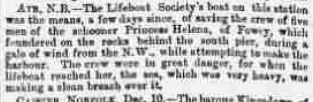 AYR, N.B.—The Lifeboat Society's boat on this station
was the means, a few days since, of saving the crew of five
men of the schooner Princess Helena, of Fowey, which
foundered on the rocks behind the south pier, during a
gale of wind from the N.W., while attempting to make the
harbour. The crew were in great danger, for when the
lifeboat reached her, the sea, which was very heavy, was
making a clean breach over it.
NORFOLK, Dec. 10.—The barque